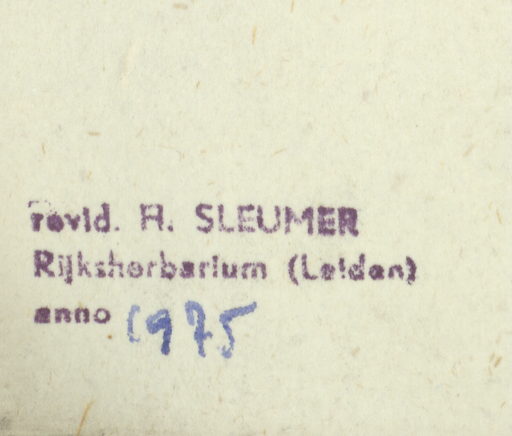 revid. H. SLEUMER
Rijksherbarium (Leiden)
anno 1975